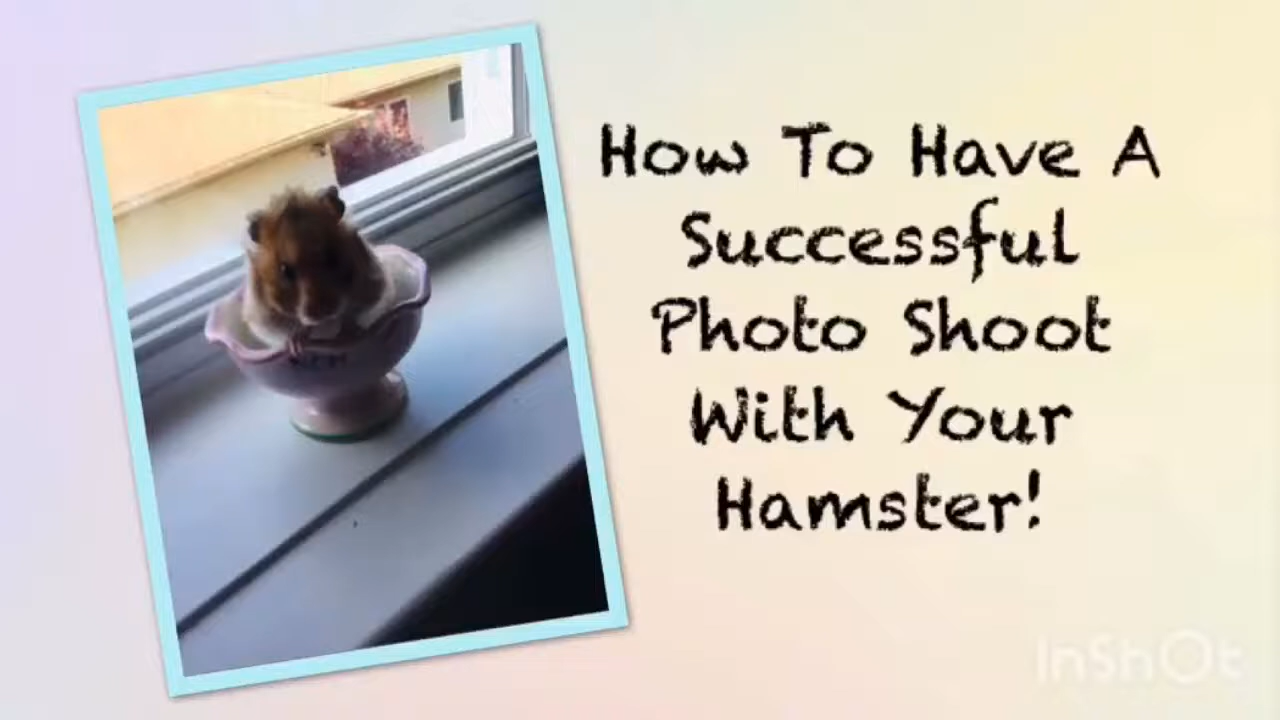 How To Have A
Successful
Photo Shoot
With Your
Hamster!
InShOt